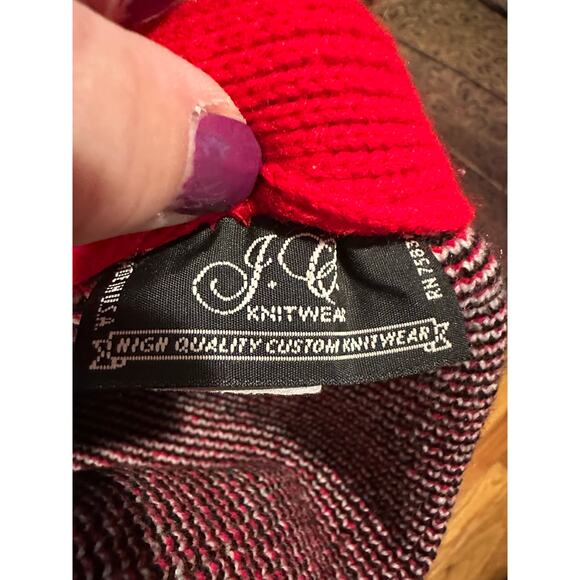 J.Q.
KNITWEAR
HIGH QUALITY CUSTOM KNITWEAR
U.S.A.